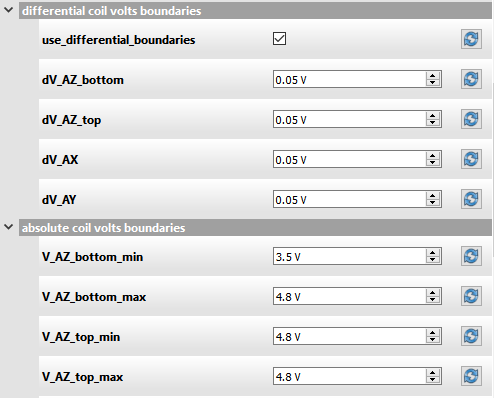 differential coil volts boundaries
use_differential_boundaries
dV_AZ_bottom 0.05 V
dV_AZ_top 0.05 V
dV_AX 0.05 V
dV_AY 0.05 V
absolute coil volts boundaries
V_AZ_bottom_min 3.5 V
V_AZ_bottom_max 4.8 V
V_AZ_top_min 4.8 V
V_AZ_top_max 4.8 V